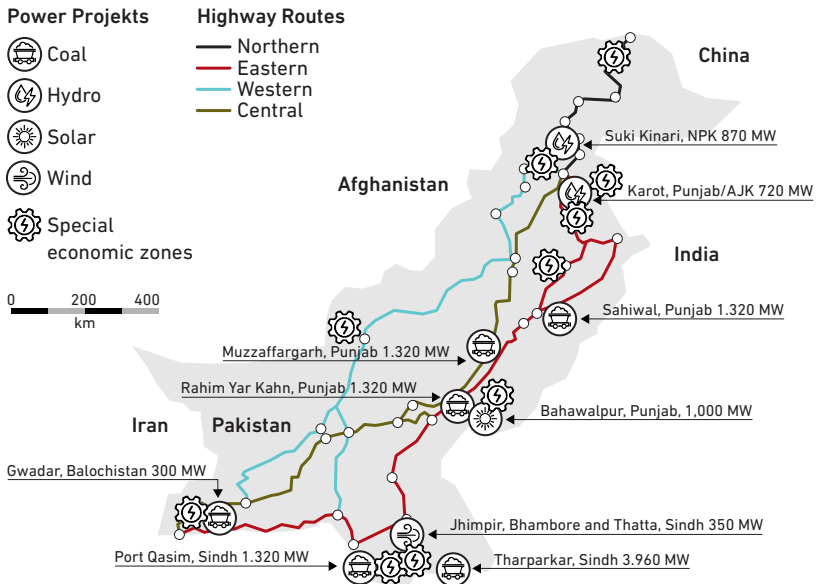 Power Projekts
Coal
Hydro
Solar
Wind
Special
economic zones
0 200 400
km
Highway Routes
Northern
Eastern
Western
Central
China
Suki Kinari, NPK 870 MW
Afghanistan
Karot, Punjab/AJK 720 MW
India
Sahiwal, Punjab 1.320 MW
Muzzaffargarh, Punjab 1.320 MW
Rahim Yar Kahn, Punjab 1.320 MW
Bahawalpur, Punjab, 1,000 MW
Iran
Pakistan
Gwadar, Balochistan 300 MW
Jhimpir, Bhambore and Thatta, Sindh 350 MW
Port Qasim, Sindh 1.320 MW
Tharparkar, Sindh 3.960 MW